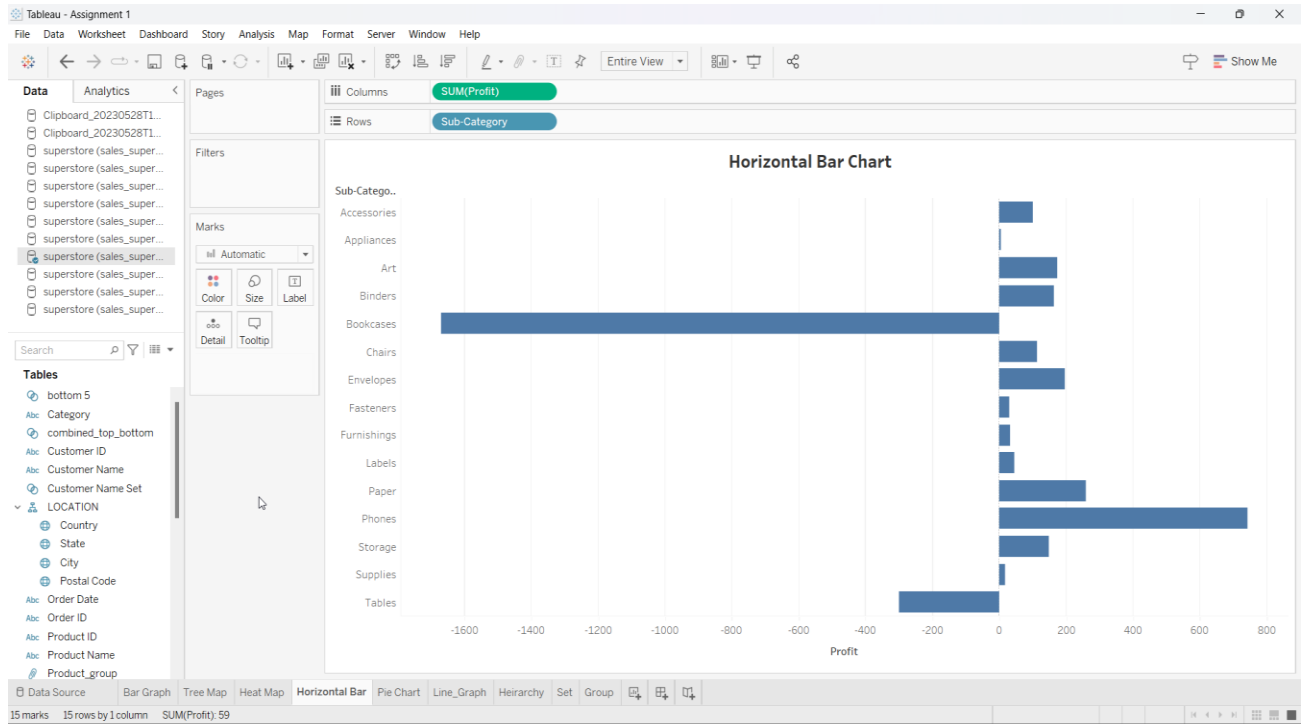 Tableau - Assignment 1
File Data Worksheet Dashboard Story Analysis Map Format Server Window Help
Entire View
Show Me
Data Analytics
Clipboard_20230528T1...
Clipboard_20230528T1...
superstore (sales_super...
superstore (sales_super...
superstore (sales_super...
superstore (sales_super...
superstore (sales_super...
superstore (sales_super...
superstore (sales_super...
superstore (sales_super...
superstore (sales_super...
superstore (sales_super...
Search
Tables
bottom 5
Abc Category
combined_top_bottom
Abc Customer ID
Abc Customer Name
Customer Name Set
LOCATION
Country
State
City
Postal Code
Abc Order Date
Abc Order ID
Abc Product ID
Abc Product Name
Product_group
Pages
Filters
Marks
Automatic
Color Size Label
Detail Tooltip
Columns SUM(Profit)
Rows Sub-Category
Horizontal Bar Chart
Sub-Catego..
Accessories
Appliances
Art
Binders
Bookcases
Chairs
Envelopes
Fasteners
Furnishings
Labels
Paper
Phones
Storage
Supplies
Tables
-1600 -1400 -1200 -1000 -800 -600 -400 -200 0 200 400 600 800
Profit
Data Source Bar Graph Tree Map Heat Map Horizontal Bar Pie Chart Line_Graph Heirarchy Set Group
15 marks 15 rows by 1 column SUM(Profit): 59